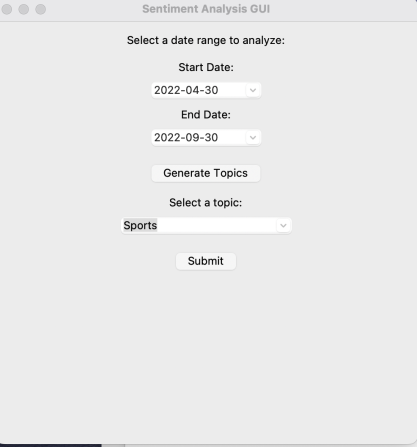 Sentiment Analysis GUI
Select a date range to analyze:
Start Date:
2022-04-30
End Date:
2022-09-30
Generate Topics
Select a topic:
Sports
Submit